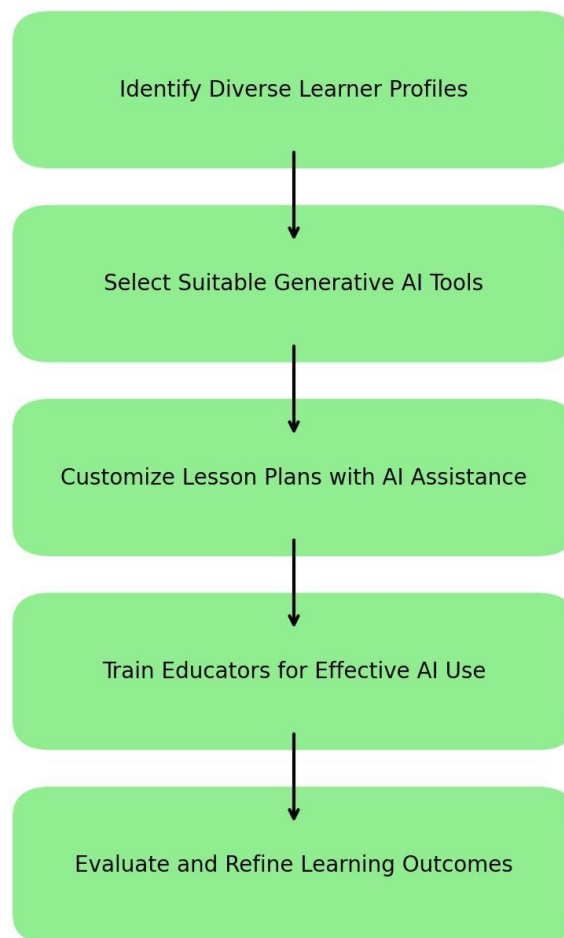 Identify Diverse Learner Profiles
Select Suitable Generative AI Tools
Customize Lesson Plans with AI Assistance
Train Educators for Effective AI Use
Evaluate and Refine Learning Outcomes